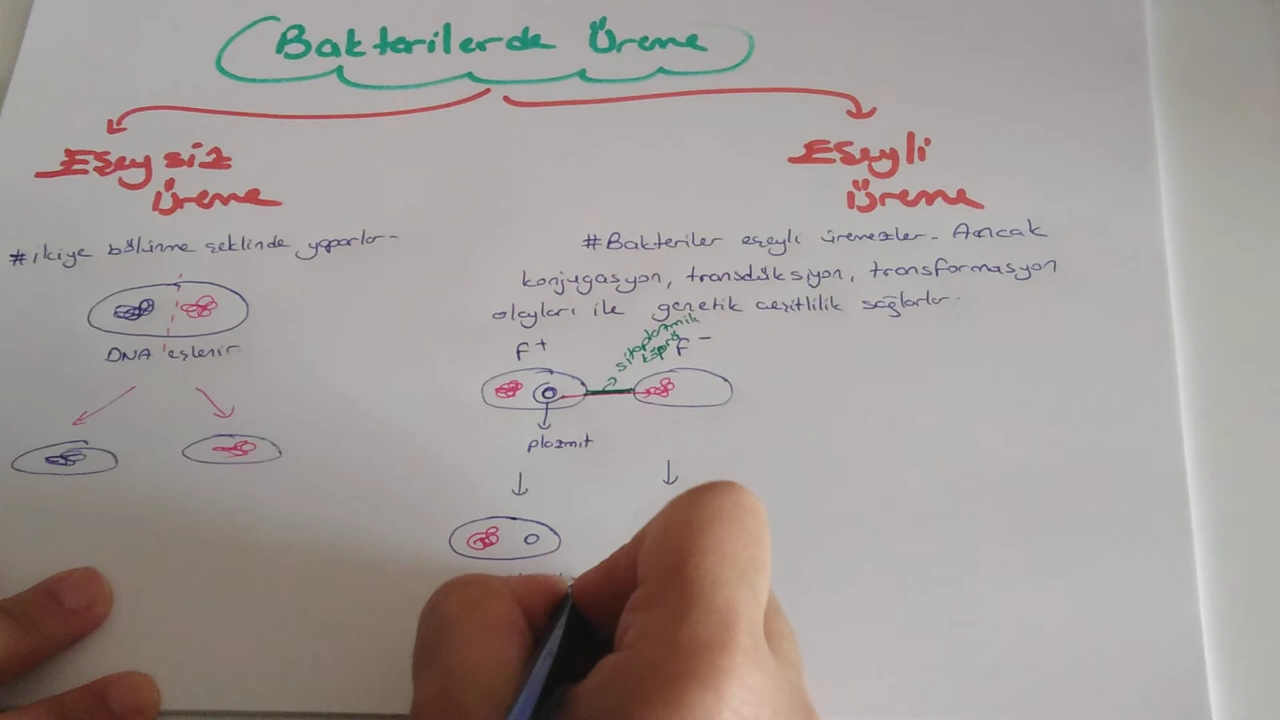 Bakterilerde Üreme
Eşeysiz
Üreme
#ikiye bölünme şeklinde yaparlar-
DNA eşlenir
Eşeyli
Üreme
#Bakteriler eşeyli üremezler. Ancak
konjugasyon, transdüksiyon, transformasyon
olayları ile genetik çeşitlilik sağlarlar.
F+
sitoplazmik
köprü
F-
plazmit